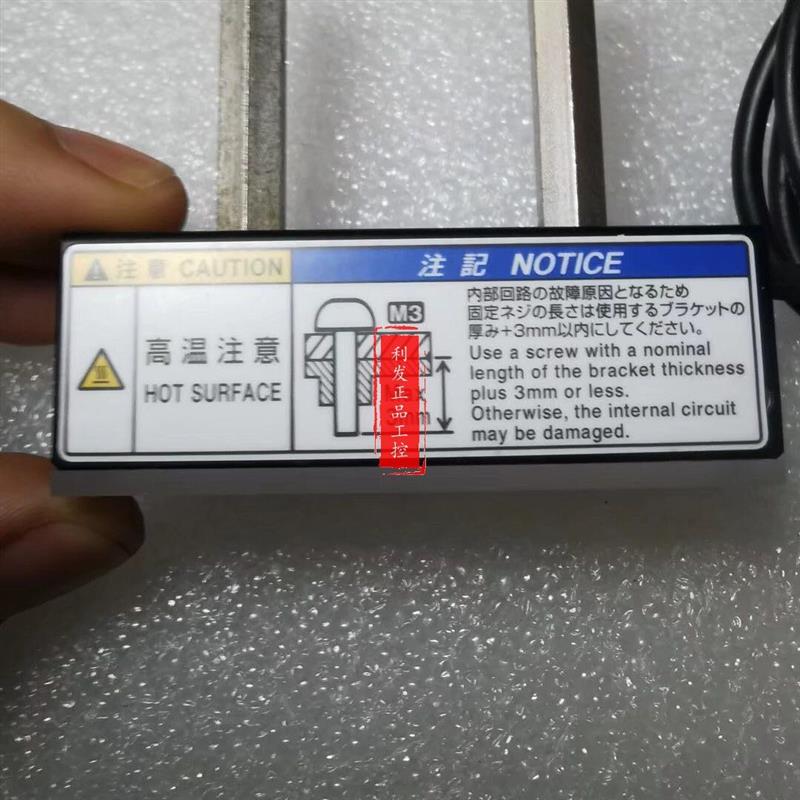 注意 CAUTION
高温注意
HOT SURFACE
注記 NOTICE
M3
Max
3mm
内部回路の故障原因となるため
固定ネジの長さは使用するブラケットの
厚み+3mm以内にしてください。
Use a screw with a nominal
length of the bracket thickness
plus 3mm or less.
Otherwise, the internal circuit
may be damaged.
利发正品工控